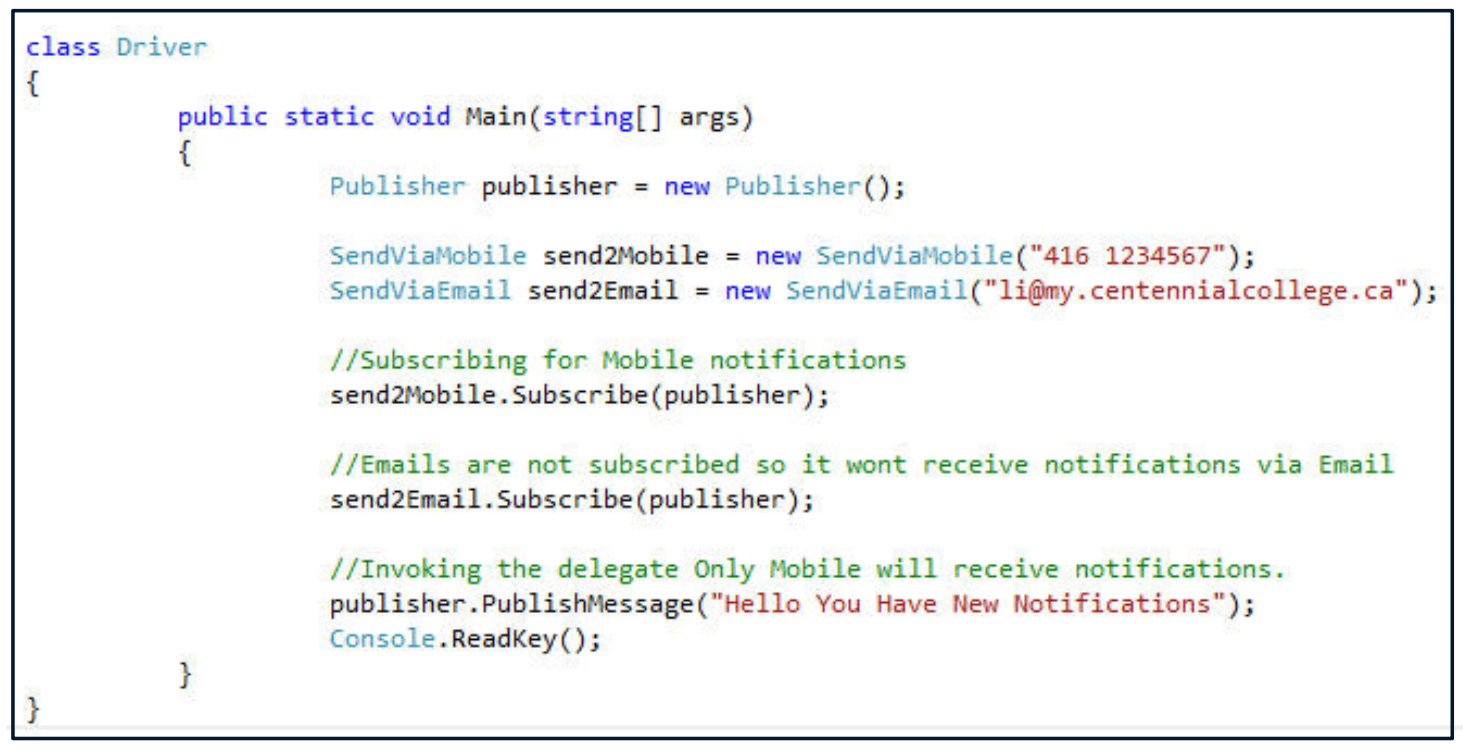 class Driver
{
public static void Main(string[] args)
{
Publisher publisher = new Publisher();
SendViaMobile send2Mobile = new SendViaMobile("416 1234567");
SendViaEmail send2Email = new SendViaEmail("li@my.centennialcollege.ca");
//Subscribing for Mobile notifications
send2Mobile.Subscribe(publisher);
//Emails are not subscribed so it wont receive notifications via Email
send2Email.Subscribe(publisher);
//Invoking the delegate Only Mobile will receive notifications.
publisher.PublishMessage("Hello You Have New Notifications");
Console.ReadKey();
}
}